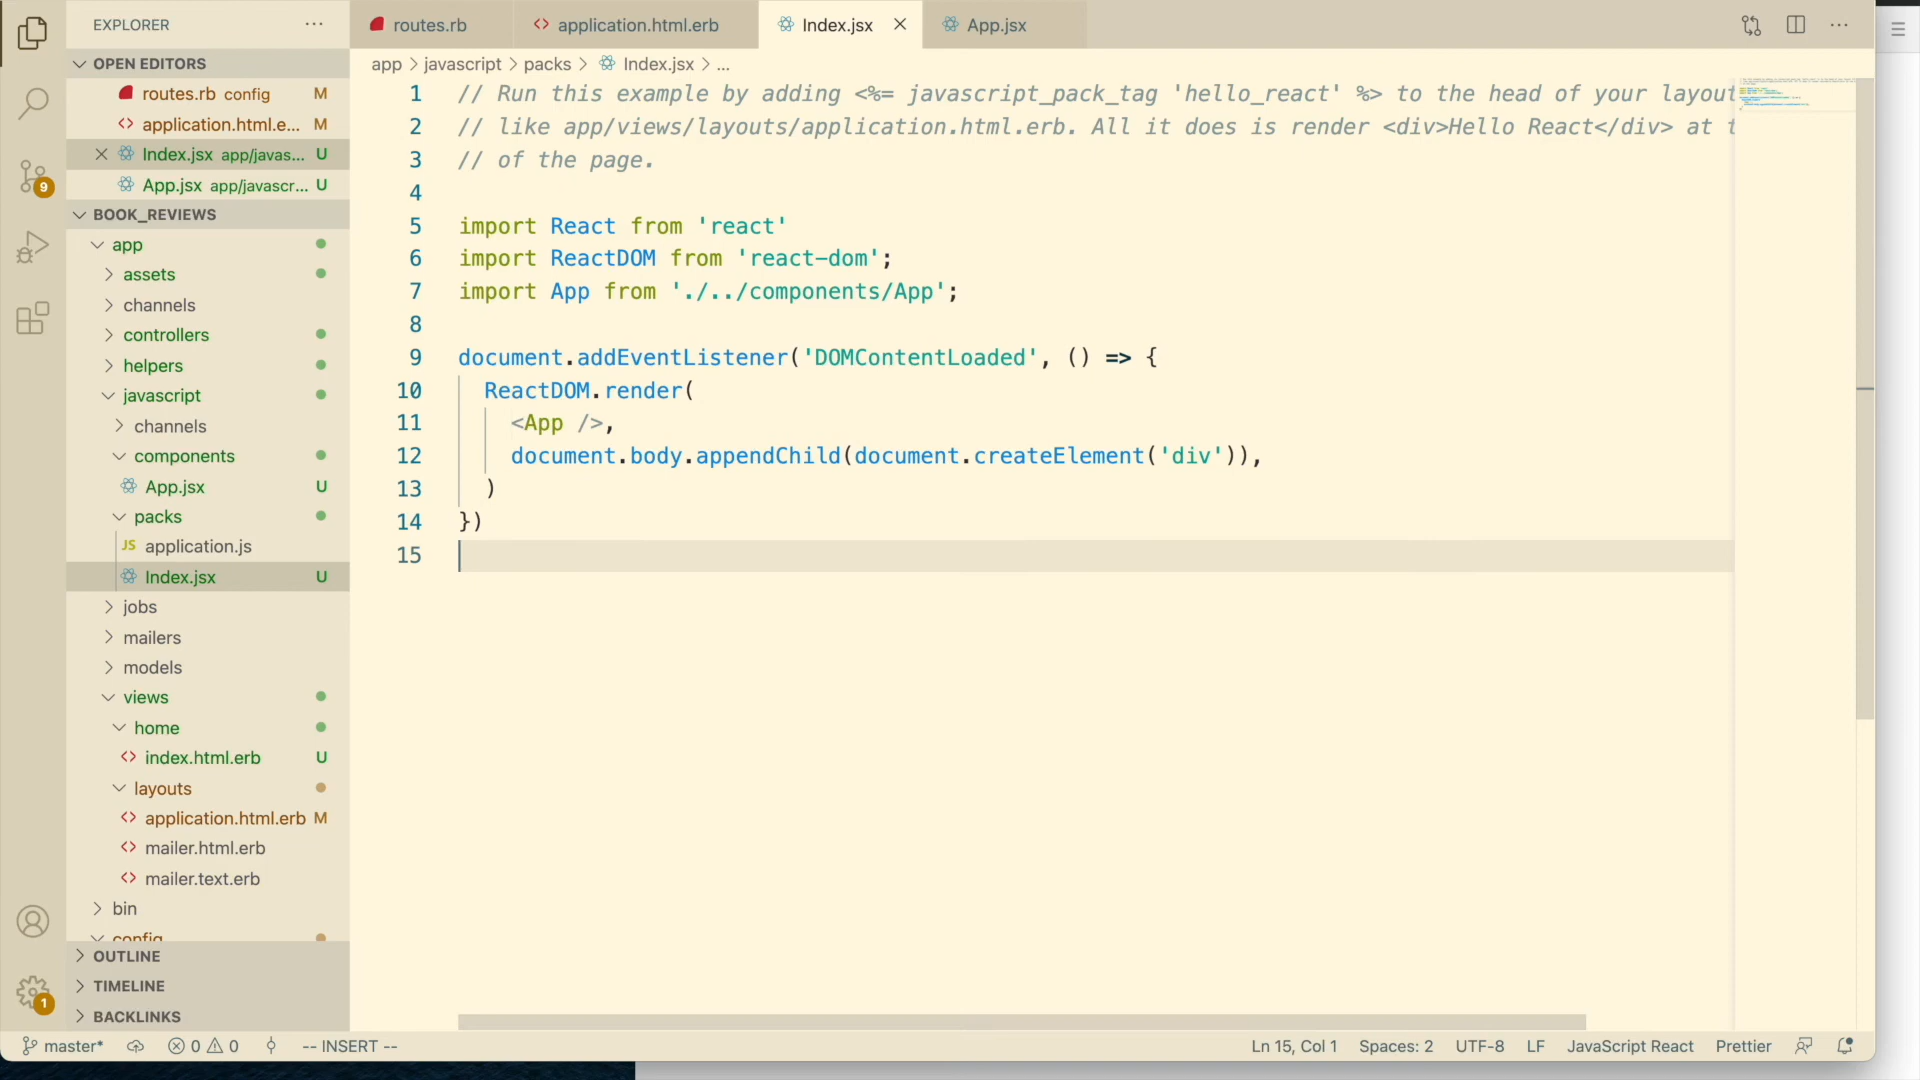 EXPLORER
routes.rb
application.html.erb
Index.jsx
App.jsx
OPEN EDITORS
routes.rb config M
application.html.e... M
Index.jsx app/javas... U
App.jsx app/javascr... U
BOOK_REVIEWS
app
assets
channels
controllers
helpers
javascript
channels
components
App.jsx U
packs
JS application.js
Index.jsx U
jobs
mailers
models
views
home
index.html.erb U
layouts
application.html.erb M
mailer.html.erb
mailer.text.erb
bin
config
OUTLINE
TIMELINE
BACKLINKS
9
1
app > javascript > packs > Index.jsx > ...
1 // Run this example by adding <%= javascript_pack_tag 'hello_react' %> to the head of your layou
2 // like app/views/layouts/application.html.erb. All it does is render <div>Hello React</div> at t
3 // of the page.
4
5 import React from 'react'
6 import ReactDOM from 'react-dom';
7 import App from './../components/App';
8
9 document.addEventListener('DOMContentLoaded', () => {
10 ReactDOM.render(
11 <App />,
12 document.body.appendChild(document.createElement('div')),
13 )
14 })
15
master* 0 0 -- INSERT -- Ln 15, Col 1 Spaces: 2 UTF-8 LF JavaScript React Prettier